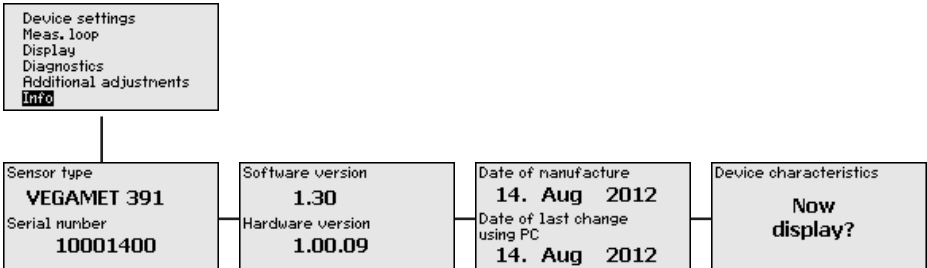 Device settings
Meas. loop
Display
Diagnostics
Additional adjustments
Info
Sensor type
VEGAMET 391
Serial number
10001400
Software version
1.30
Hardware version
1.00.09
Date of manufacture
14. Aug 2012
Date of last change
using PC
14. Aug 2012
Device characteristics
Now
display?